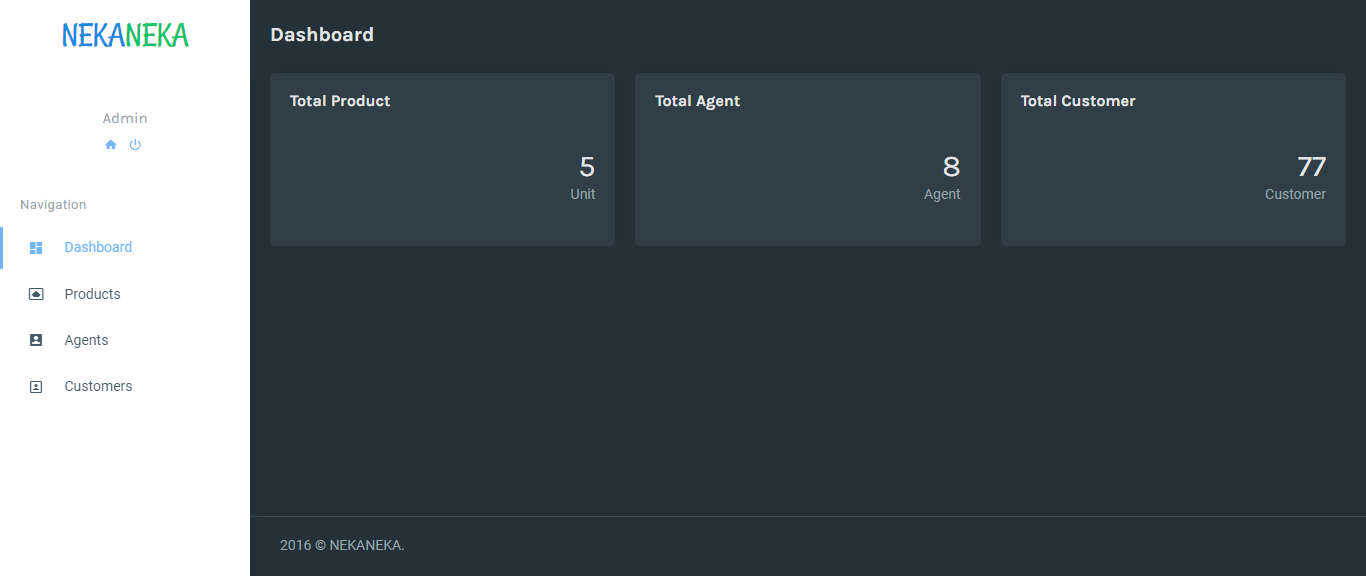 NEKANEKA
Admin
Navigation
Dashboard
Products
Agents
Customers
Dashboard
Total Product
5
Unit
Total Agent
8
Agent
Total Customer
77
Customer
2016 © NEKANEKA.